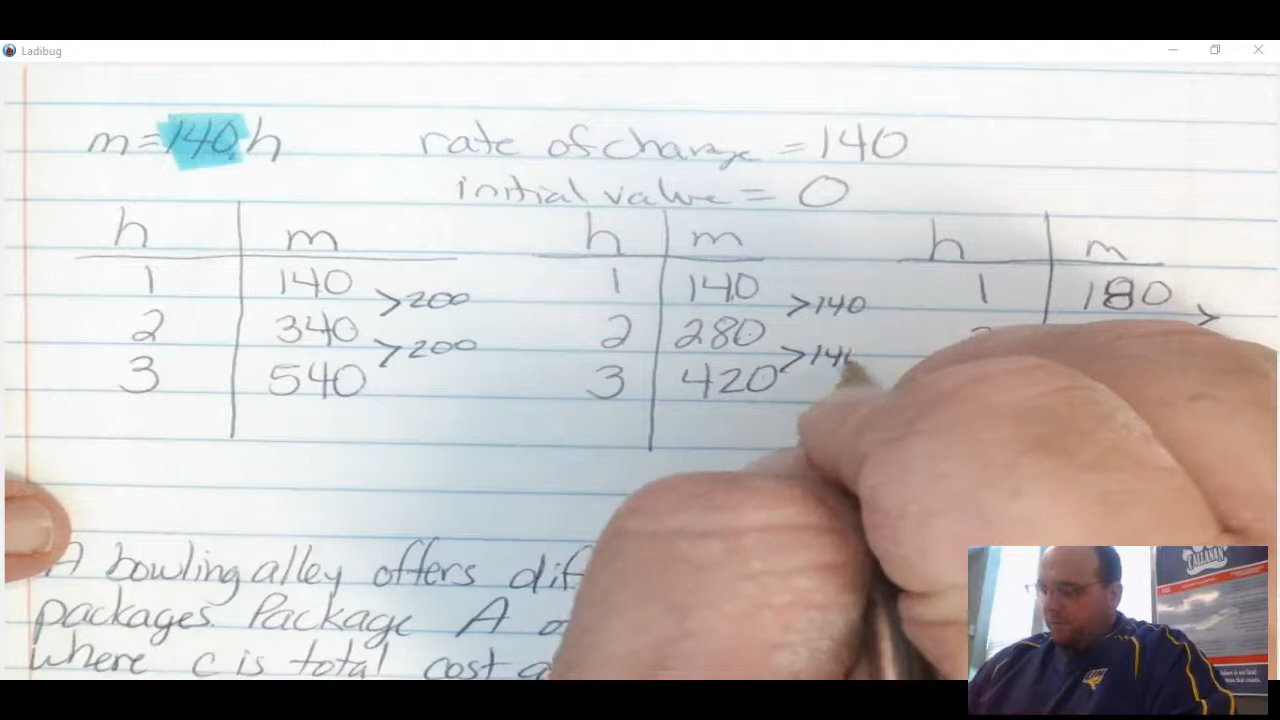 Ladibug
m=140h rate of change = 140
initial value = 0
h m h m h m
1 140 1 140 1 180
>200 >140 >
2 340 2 280
>200
3 540 3 420
A bowling alley offers
packages. Package A
where c is total cost
CALLANAN